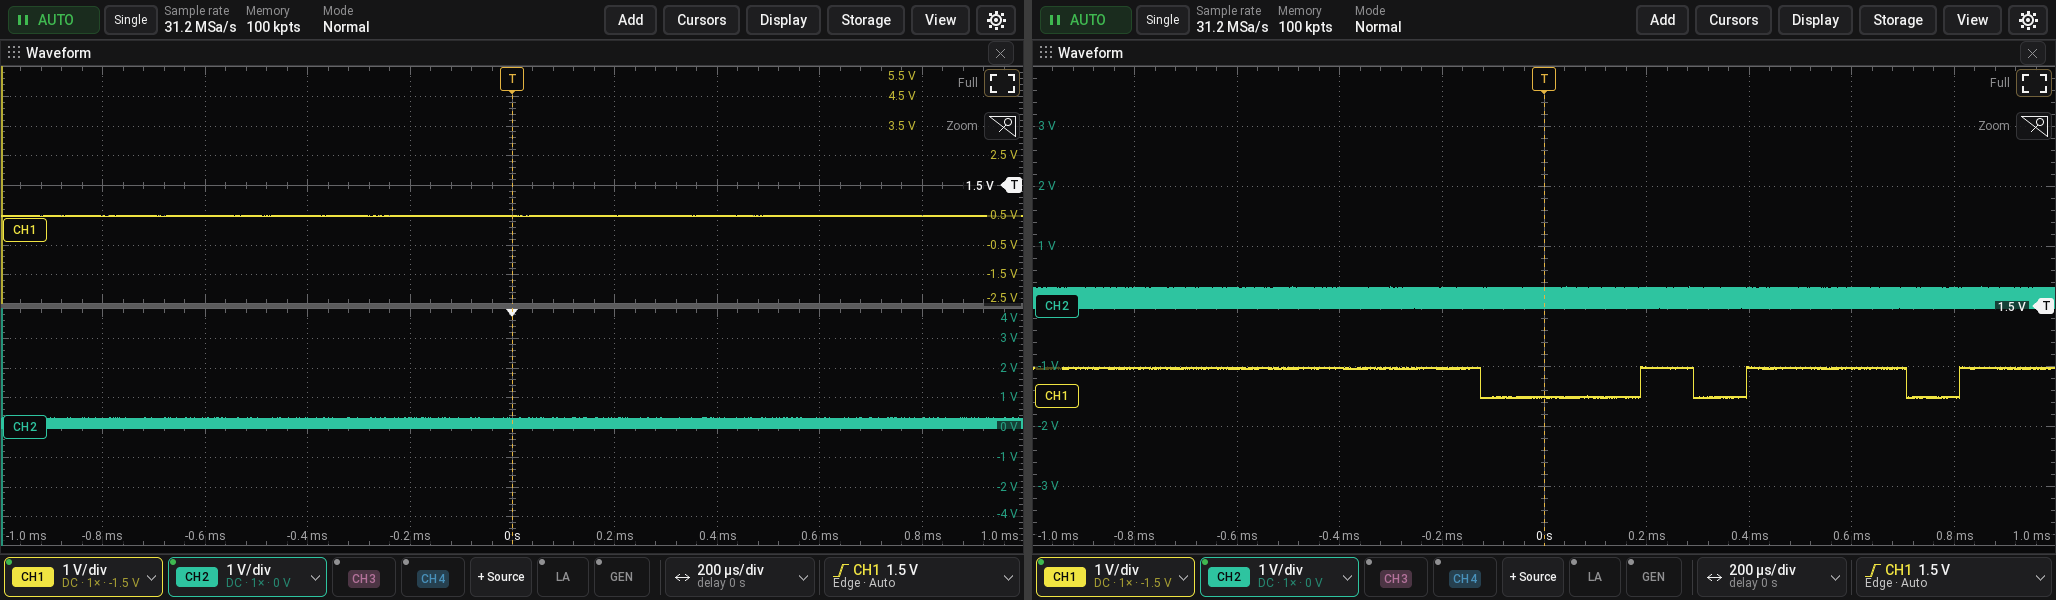 AUTO
Single
Sample rate
31.2 MSa/s
Memory
100 kpts
Mode
Normal
Add
Cursors
Display
Storage
View
Waveform
T
5.5 V
Full
4.5 V
3.5 V
Zoom
2.5 V
1.5 V T
0.5 V
CH1
-0.5 V
-1.5 V
-2.5 V
4 V
3 V
2 V
1 V
CH2
0 V
-1 V
-2 V
-4 V
-1.0 ms -0.8 ms -0.6 ms -0.4 ms -0.2 ms 0 s 0.2 ms 0.4 ms 0.6 ms 0.8 ms 1.0 ms
CH1
1 V/div
DC · 1× · -1.5 V
CH2
1 V/div
DC · 1× · 0 V
CH3
CH4
+ Source
LA
GEN
200 µs/div
delay 0 s
CH1 1.5 V
Edge · Auto
AUTO
Single
Sample rate
31.2 MSa/s
Memory
100 kpts
Mode
Normal
Add
Cursors
Display
Storage
View
Waveform
T
Full
3 V
Zoom
2 V
1 V
CH2
1.5 V T
-1 V
CH1
-2 V
-3 V
-1.0 ms -0.8 ms -0.6 ms -0.4 ms -0.2 ms 0 s 0.2 ms 0.4 ms 0.6 ms 0.8 ms 1.0 ms
CH1
1 V/div
DC · 1× · -1.5 V
CH2
1 V/div
DC · 1× · 0 V
CH3
CH4
+ Source
LA
GEN
200 µs/div
delay 0 s
CH1 1.5 V
Edge · Auto